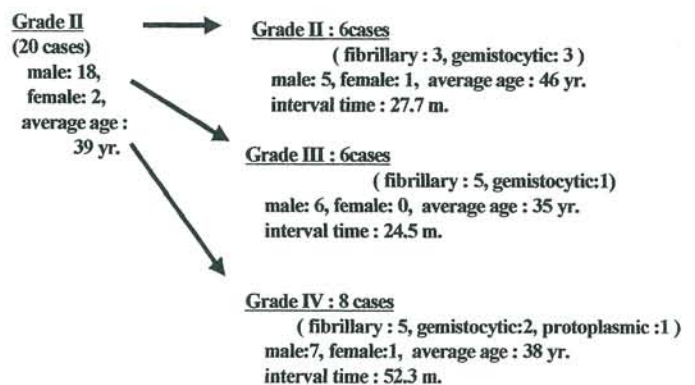 Grade II
(20 cases)
male: 18,
female: 2,
average age :
39 yr.
Grade II : 6cases
( fibrillary : 3, gemistocytic: 3 )
male: 5, female: 1, average age : 46 yr.
interval time : 27.7 m.
Grade III : 6cases
( fibrillary : 5, gemistocytic:1)
male: 6, female: 0, average age : 35 yr.
interval time : 24.5 m.
Grade IV : 8 cases
( fibrillary : 5, gemistocytic:2, protoplasmic :1 )
male:7, female:1, average age : 38 yr.
interval time : 52.3 m.